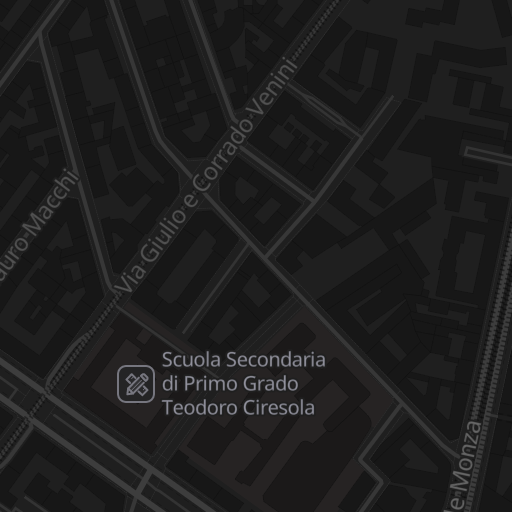 Via Giulio e Corrado Venini
auro Macchi
Scuola Secondaria
di Primo Grado
Teodoro Ciresola
le Monza